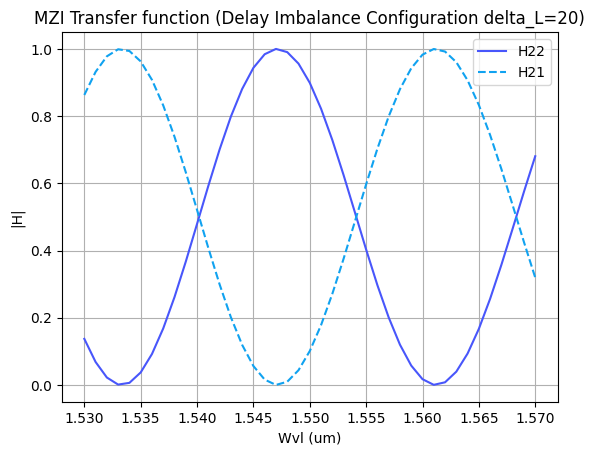 MZI Transfer function (Delay Imbalance Configuration delta_L=20)
H22
H21
|H|
1.0
0.8
0.6
0.4
0.2
0.0
1.530 1.535 1.540 1.545 1.550 1.555 1.560 1.565 1.570
Wvl (um)